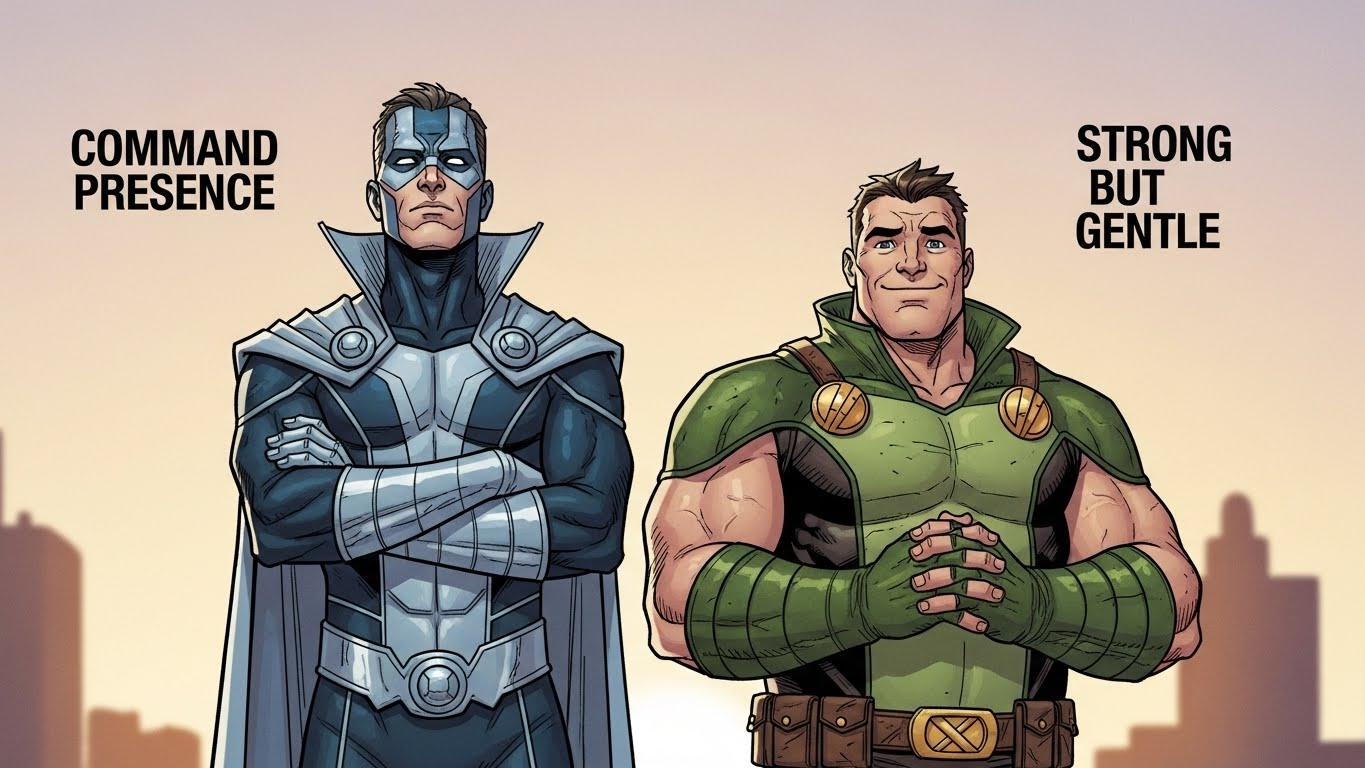 COMMAND
PRESENCE
STRONG
BUT
GENTLE